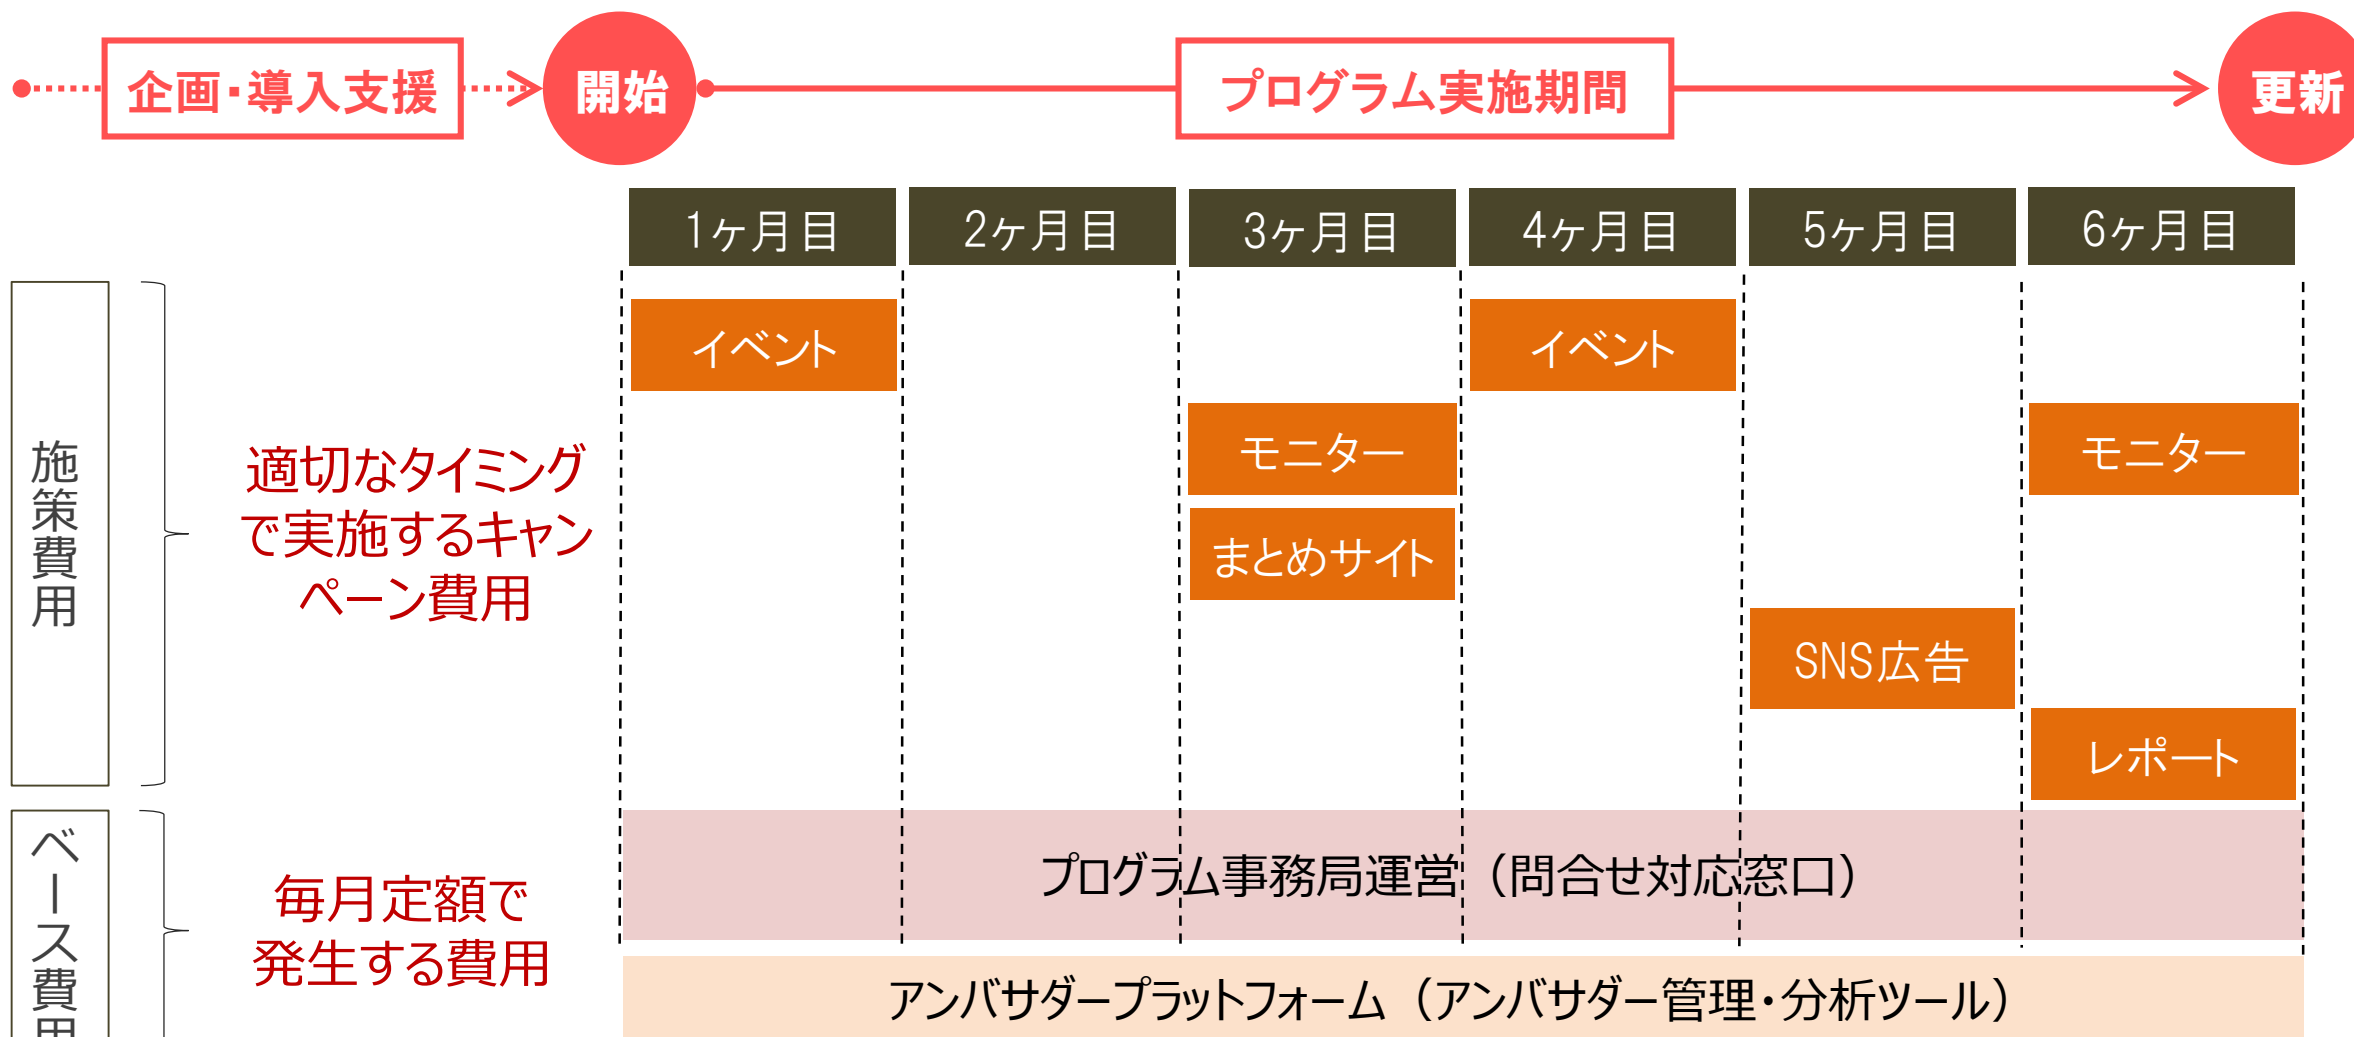 企画・導入支援
開始
プログラム実施期間
更新
1ヶ月目
2ヶ月目
3ヶ月目
4ヶ月目
5ヶ月目
6ヶ月目
施策費用
適切なタイミング
で実施するキャン
ペーン費用
イベント
イベント
モニター
モニター
まとめサイト
SNS広告
レポート
ベース費用
毎月定額で
発生する費用
プログラム事務局運営（問合せ対応窓口）
アンバサダープラットフォーム（アンバサダー管理・分析ツール）